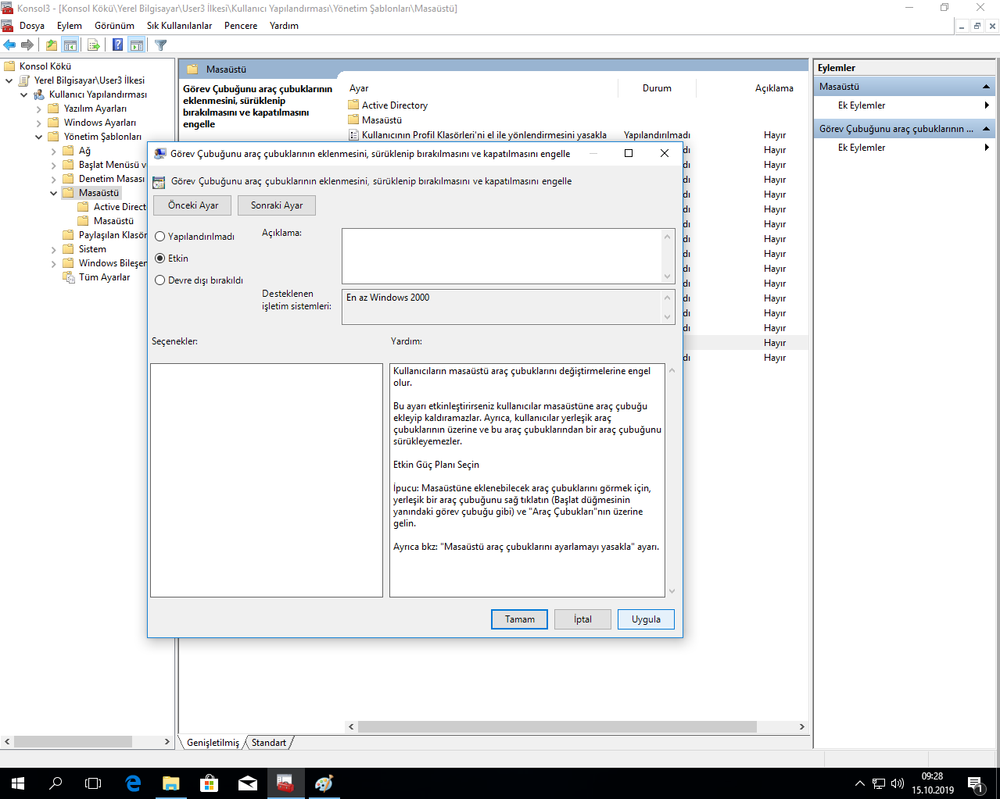 Konsol3 - [Konsol Kökü\Yerel Bilgisayar\User3 İlkesi\Kullanıcı Yapılandırması\Yönetim Şablonları\Masaüstü]
Dosya Eylem Görünüm Sık Kullanılanlar Pencere Yardım
Konsol Kökü
Yerel Bilgisayar\User3 İlkesi
Kullanıcı Yapılandırması
Yazılım Ayarları
Windows Ayarları
Yönetim Şablonları
Ağ
Başlat Menüsü v
Denetim Masası
Masaüstü
Active Direct
Masaüstü
Paylaşılan Klasör
Sistem
Windows Bileşer
Tüm Ayarlar
Masaüstü
Görev Çubuğunu araç çubuklarının
eklenmesini, sürüklenip
bırakılmasını ve kapatılmasını
engelle
Ayar Durum Açıklama
Active Directory
Masaüstü
Kullanıcının Profil Klasörleri'ni el ile yönlendirmesini yasakla Yapılandırılmadı Hayır
dı Hayır
dı Hayır
dı Hayır
dı Hayır
dı Hayır
dı Hayır
dı Hayır
dı Hayır
dı Hayır
dı Hayır
dı Hayır
dı Hayır
dı Hayır
Hayır
dı Hayır
Eylemler
Masaüstü
Ek Eylemler
Görev Çubuğunu araç çubuklarının ...
Ek Eylemler
Görev Çubuğunu araç çubuklarının eklenmesini, sürüklenip bırakılmasını ve kapatılmasını engelle
Görev Çubuğunu araç çubuklarının eklenmesini, sürüklenip bırakılmasını ve kapatılmasını engelle
Önceki Ayar Sonraki Ayar
Yapılandırılmadı
Etkin
Devre dışı bırakıldı
Açıklama:
Desteklenen
işletim sistemleri:
En az Windows 2000
Seçenekler:
Yardım:
Kullanıcıların masaüstü araç çubuklarını değiştirmelerine engel
olur.
Bu ayarı etkinleştirirseniz kullanıcılar masaüstüne araç çubuğu
ekleyip kaldıramazlar. Ayrıca, kullanıcılar yerleşik araç
çubuklarının üzerine ve bu araç çubuklarından bir araç çubuğunu
sürükleyemezler.
Etkin Güç Planı Seçin
İpucu: Masaüstüne eklenebilecek araç çubuklarını görmek için,
yerleşik bir araç çubuğunu sağ tıklatın (Başlat düğmesinin
yanındaki görev çubuğu gibi) ve "Araç Çubukları"nın üzerine
gelin.
Ayrıca bkz: "Masaüstü araç çubuklarını ayarlamayı yasakla" ayarı.
Tamam İptal Uygula
Genişletilmiş Standart
09:28
15.10.2019
1